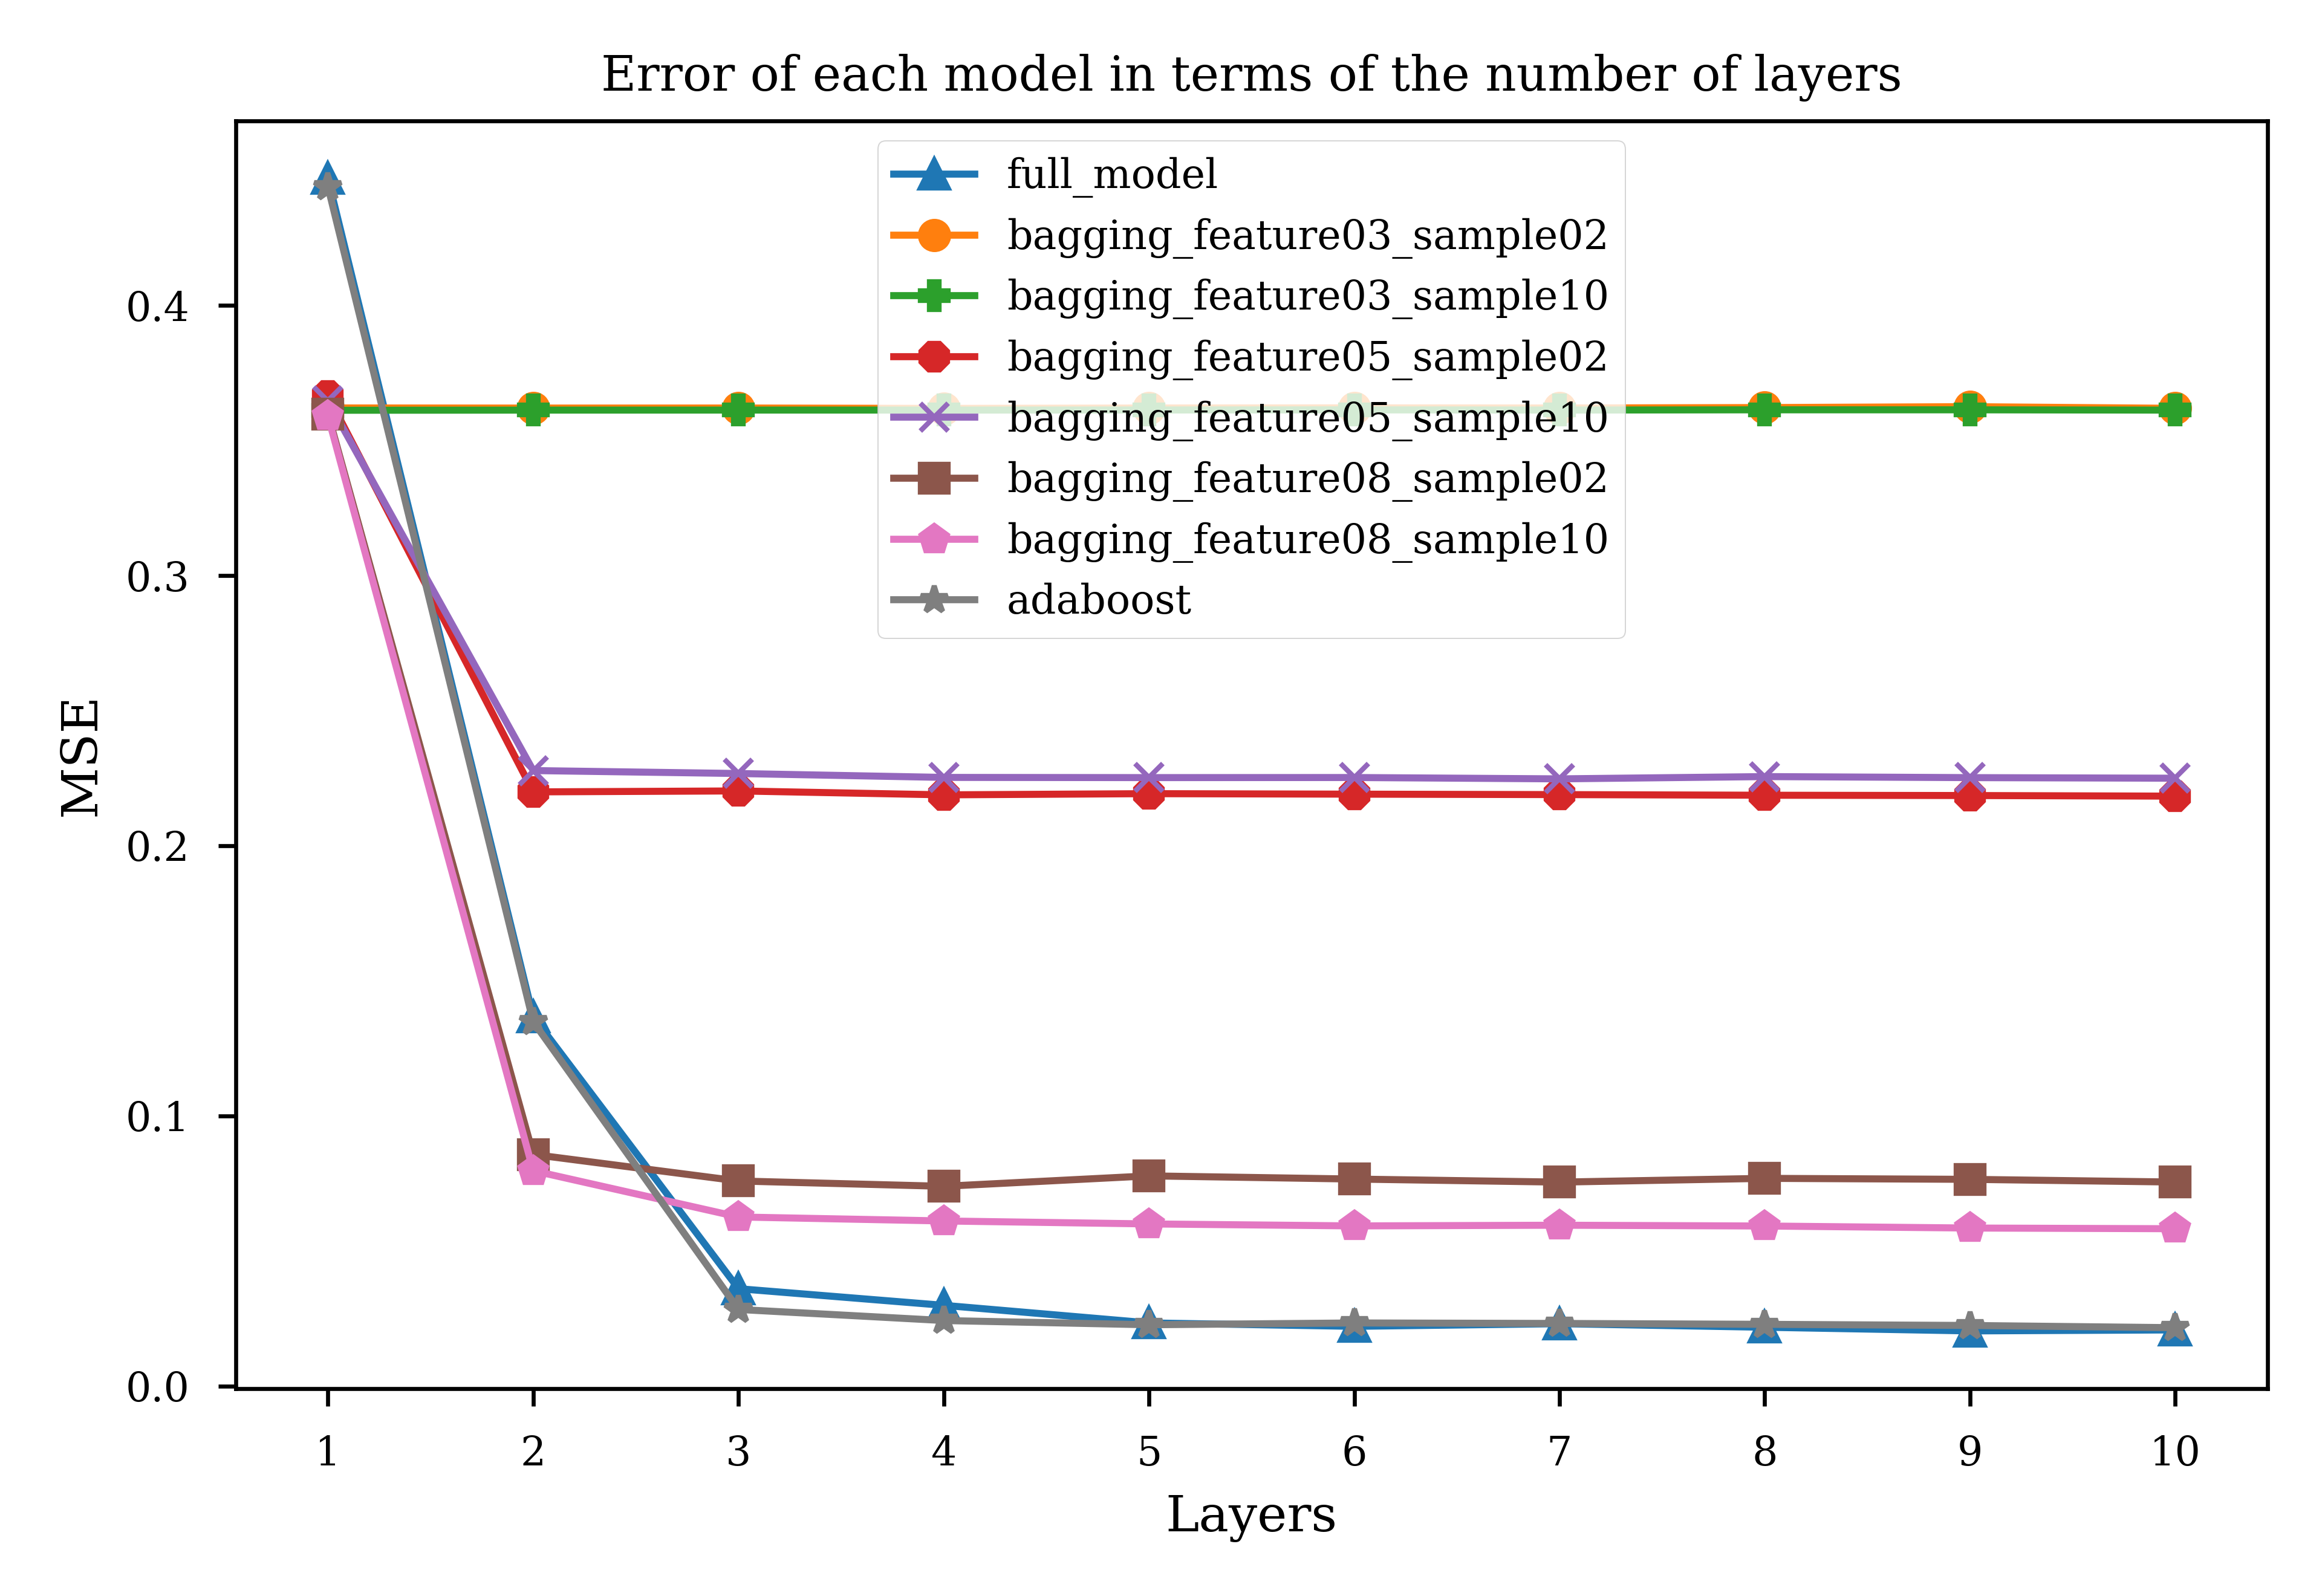 Error of each model in terms of the number of layers
full_model
bagging_feature03_sample02
bagging_feature03_sample10
bagging_feature05_sample02
bagging_feature05_sample10
bagging_feature08_sample02
bagging_feature08_sample10
adaboost
MSE
0.4
0.3
0.2
0.1
0.0
1 2 3 4 5 6 7 8 9 10
Layers